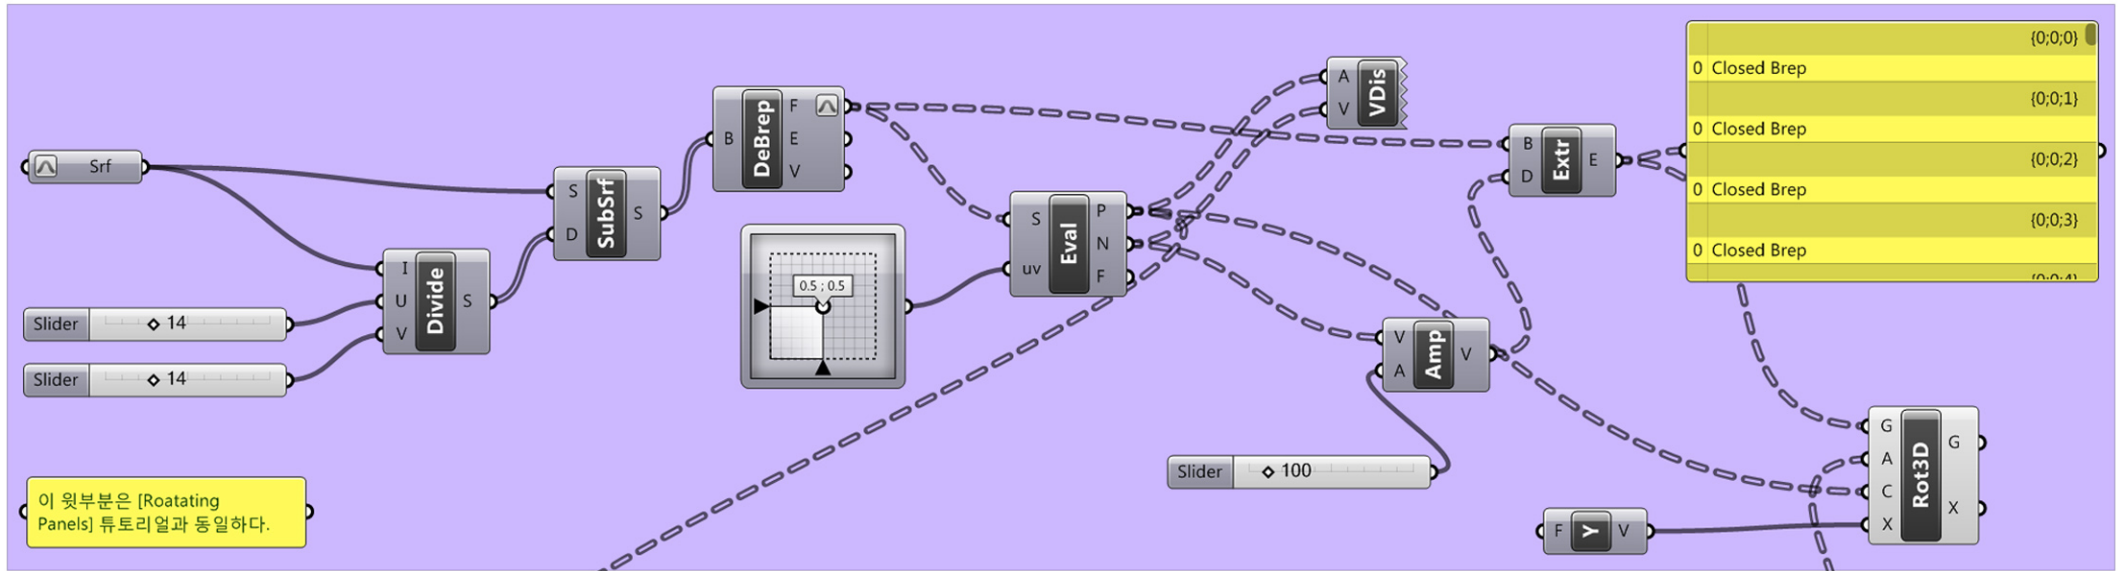 Srf
Slider
14
Slider
14
I
U
V
Divide
S
S
D
SubSrf
S
B
DeBrep
F
E
V
0.5 ; 0.5
S
uv
Eval
P
N
F
A
V
VDis
V
A
Amp
V
Slider
100
B
D
Extr
E
{0;0;0}
0 Closed Brep
{0;0;1}
0 Closed Brep
{0;0;2}
0 Closed Brep
{0;0;3}
0 Closed Brep
{0;0;4}
F
Y
V
G
A
C
X
Rot3D
G
X
이 윗부분은 [Roatating
Panels] 튜토리얼과 동일하다.